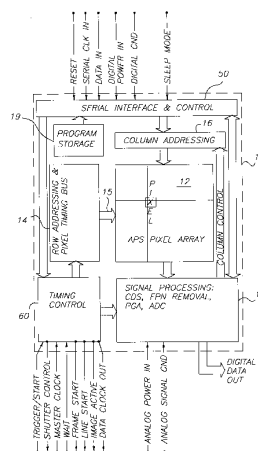 RESET
SERIAL CLK IN
DATA IN
DIGITAL POWER IN
DIGITAL GND
SLEEP MODE
50
SERIAL INTERFACE & CONTROL
19
PROGRAM
STORAGE
16
COLUMN ADDRESSING
ROW ADDRESSING &
PIXEL TIMING BUS
14
15
PIXEL
12
APS PIXEL ARRAY
COLUMN CONTROL
TIMING
CONTROL
60
SIGNAL PROCESSING:
CDS, FPN REMOVAL,
PGA, ADC
DIGITAL
DATA
OUT
TRIGGER/START
SHUTTER CONTROL
MASTER CLOCK
WAIT
FRAME START
LINE START
IMAGE ACTIVE
DATA CLOCK OUT
ANALOG POWER IN
ANALOG SIGNAL GND